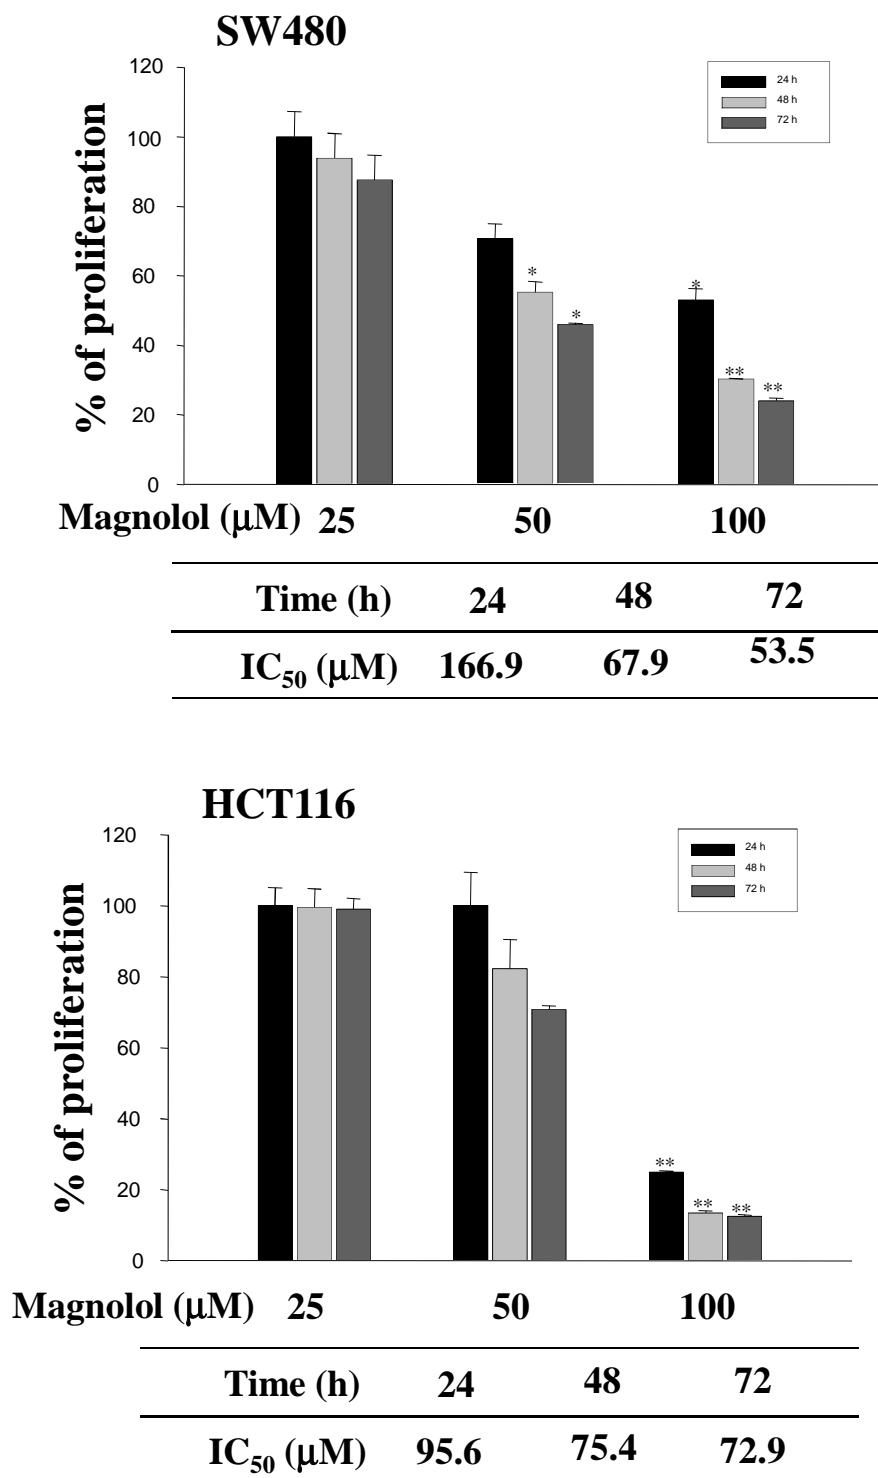 SW480
120
100
80
60
40
20
0
% of proliferation
24 h
48 h
72 h
*
*
*
**
**
Magnolol (μM) 25 50 100
Time (h) 24 48 72
IC50 (μM) 166.9 67.9 53.5
HCT116
120
100
80
60
40
20
0
% of proliferation
24 h
48 h
72 h
**
**
**
Magnolol (μM) 25 50 100
Time (h) 24 48 72
IC50 (μM) 95.6 75.4 72.9